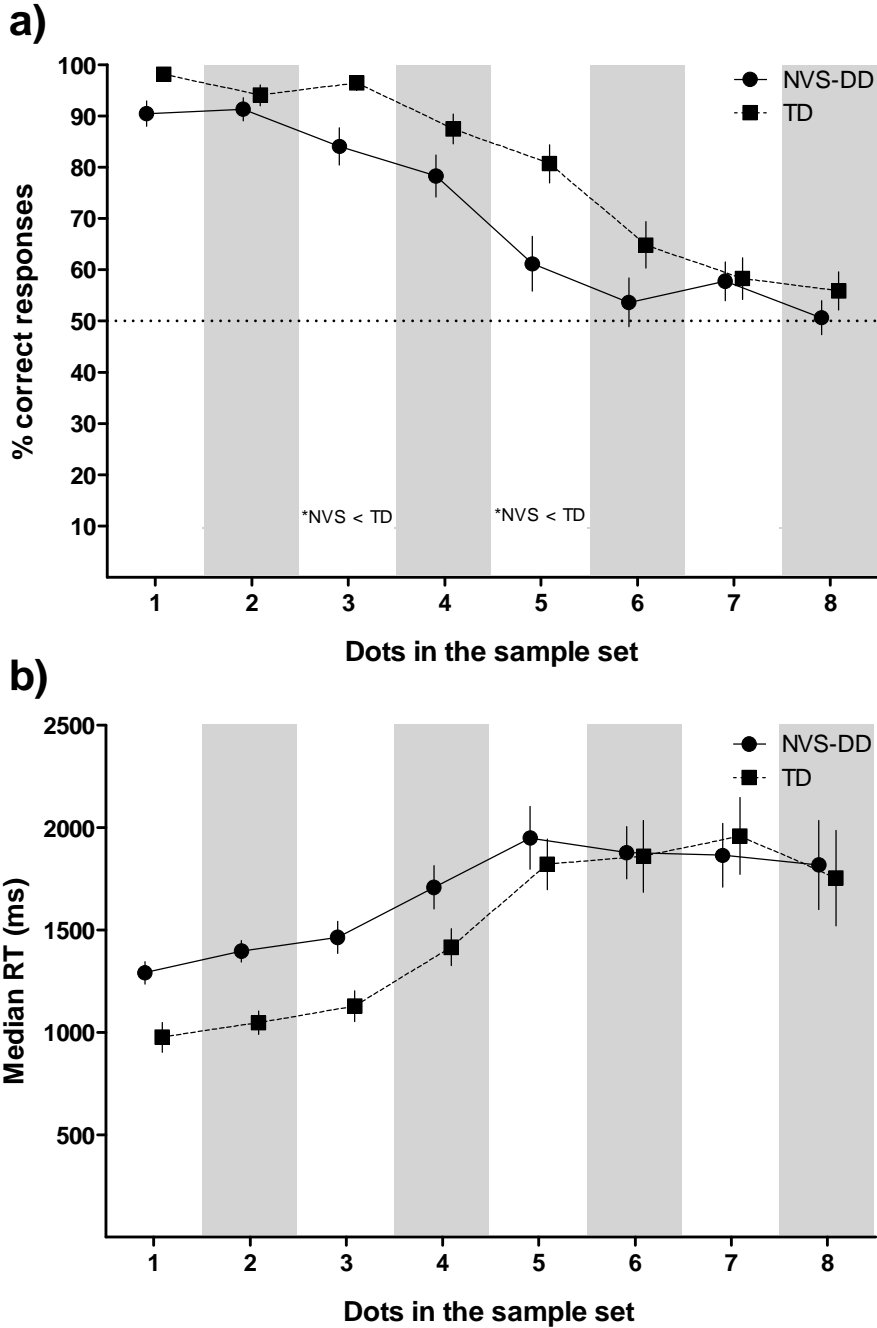 a)
% correct responses
100
90
80
70
60
50
40
30
20
10
NVS-DD
TD
*NVS < TD
*NVS < TD
1 2 3 4 5 6 7 8
Dots in the sample set
b)
Median RT (ms)
2500
2000
1500
1000
500
NVS-DD
TD
1 2 3 4 5 6 7 8
Dots in the sample set